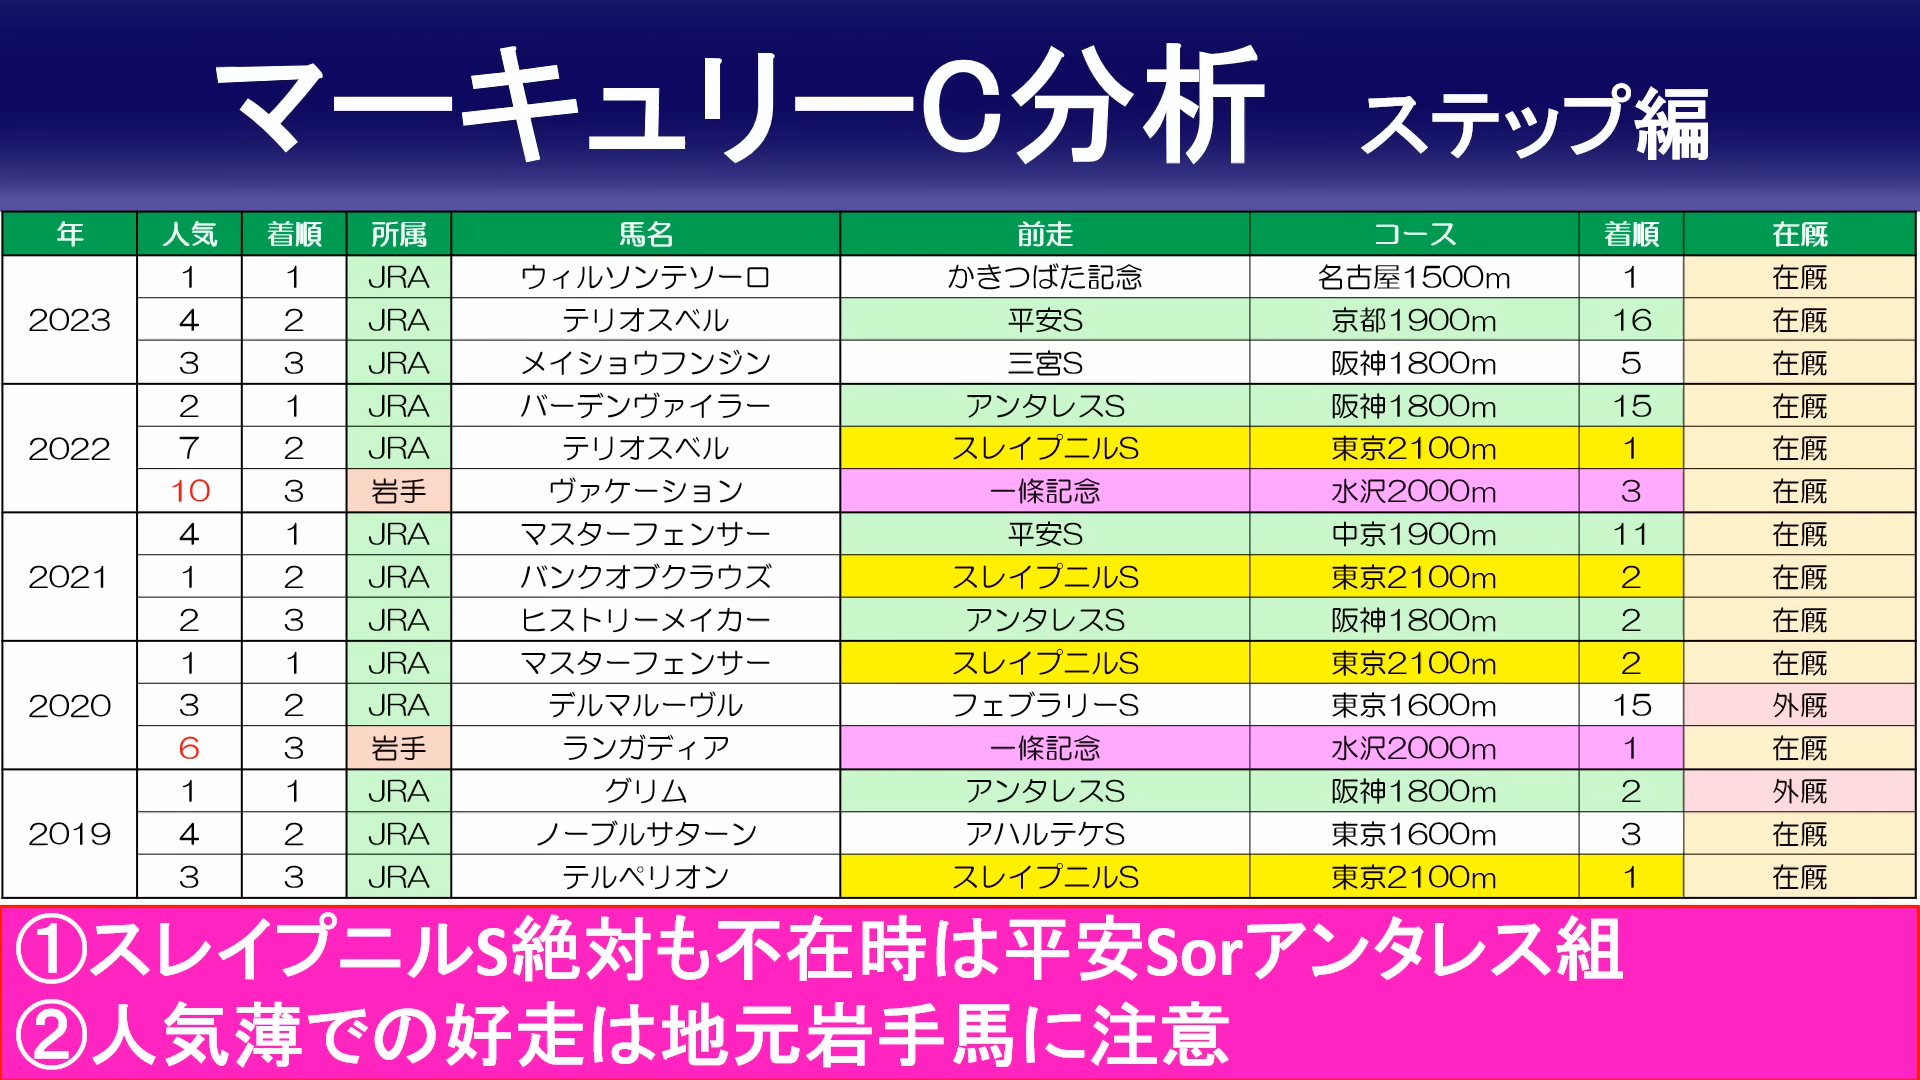 マーキュリーC分析 ステップ編
年 人気 着順 所属 馬名 前走 コース 着順 在厩
2023
1 1 JRA ウィルソンテソーロ かきつばた記念 名古屋1500m 1 在厩
4 2 JRA テリオスベル 平安S 京都1900m 16 在厩
3 3 JRA メイショウフンジン 三宮S 阪神1800m 5 在厩
2022
2 1 JRA バーデンヴァイラー アンタレスS 阪神1800m 15 在厩
7 2 JRA テリオスベル スレイプニルS 東京2100m 1 在厩
10 3 岩手 ヴァケーション 一條記念 水沢2000m 3 在厩
2021
4 1 JRA マスターフェンサー 平安S 中京1900m 11 在厩
1 2 JRA バンクオブクラウズ スレイプニルS 東京2100m 2 在厩
2 3 JRA ヒストリーメイカー アンタレスS 阪神1800m 2 在厩
2020
1 1 JRA マスターフェンサー スレイプニルS 東京2100m 2 在厩
3 2 JRA デルマルーヴル フェブラリーS 東京1600m 15 外厩
6 3 岩手 ランガディア 一條記念 水沢2000m 1 在厩
2019
1 1 JRA グリム アンタレスS 阪神1800m 2 外厩
4 2 JRA ノーブルサターン アハルテケS 東京1600m 3 在厩
3 3 JRA テルペリオン スレイプニルS 東京2100m 1 在厩
①スレイプニルS絶対も不在時は平安Sorアンタレス組
②人気薄での好走は地元岩手馬に注意